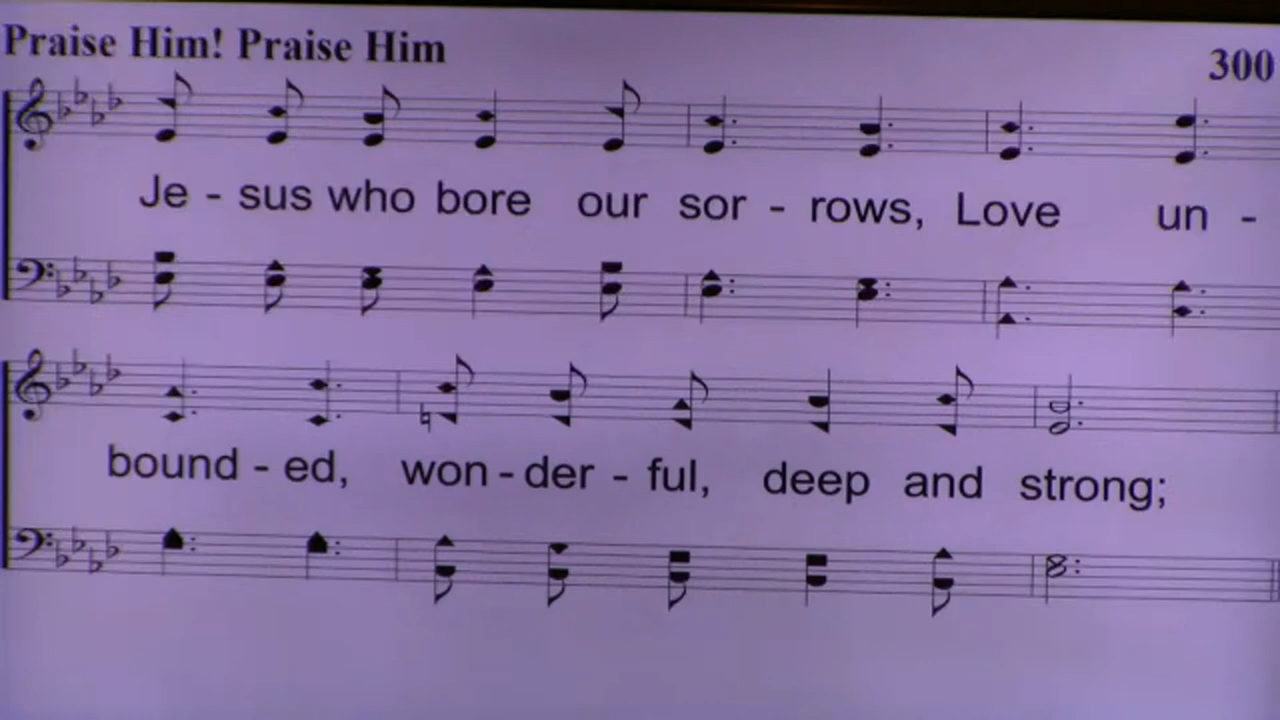 Praise Him! Praise Him
300
Je - sus who bore our sor - rows, Love un -
bound - ed, won - der - ful, deep and strong;